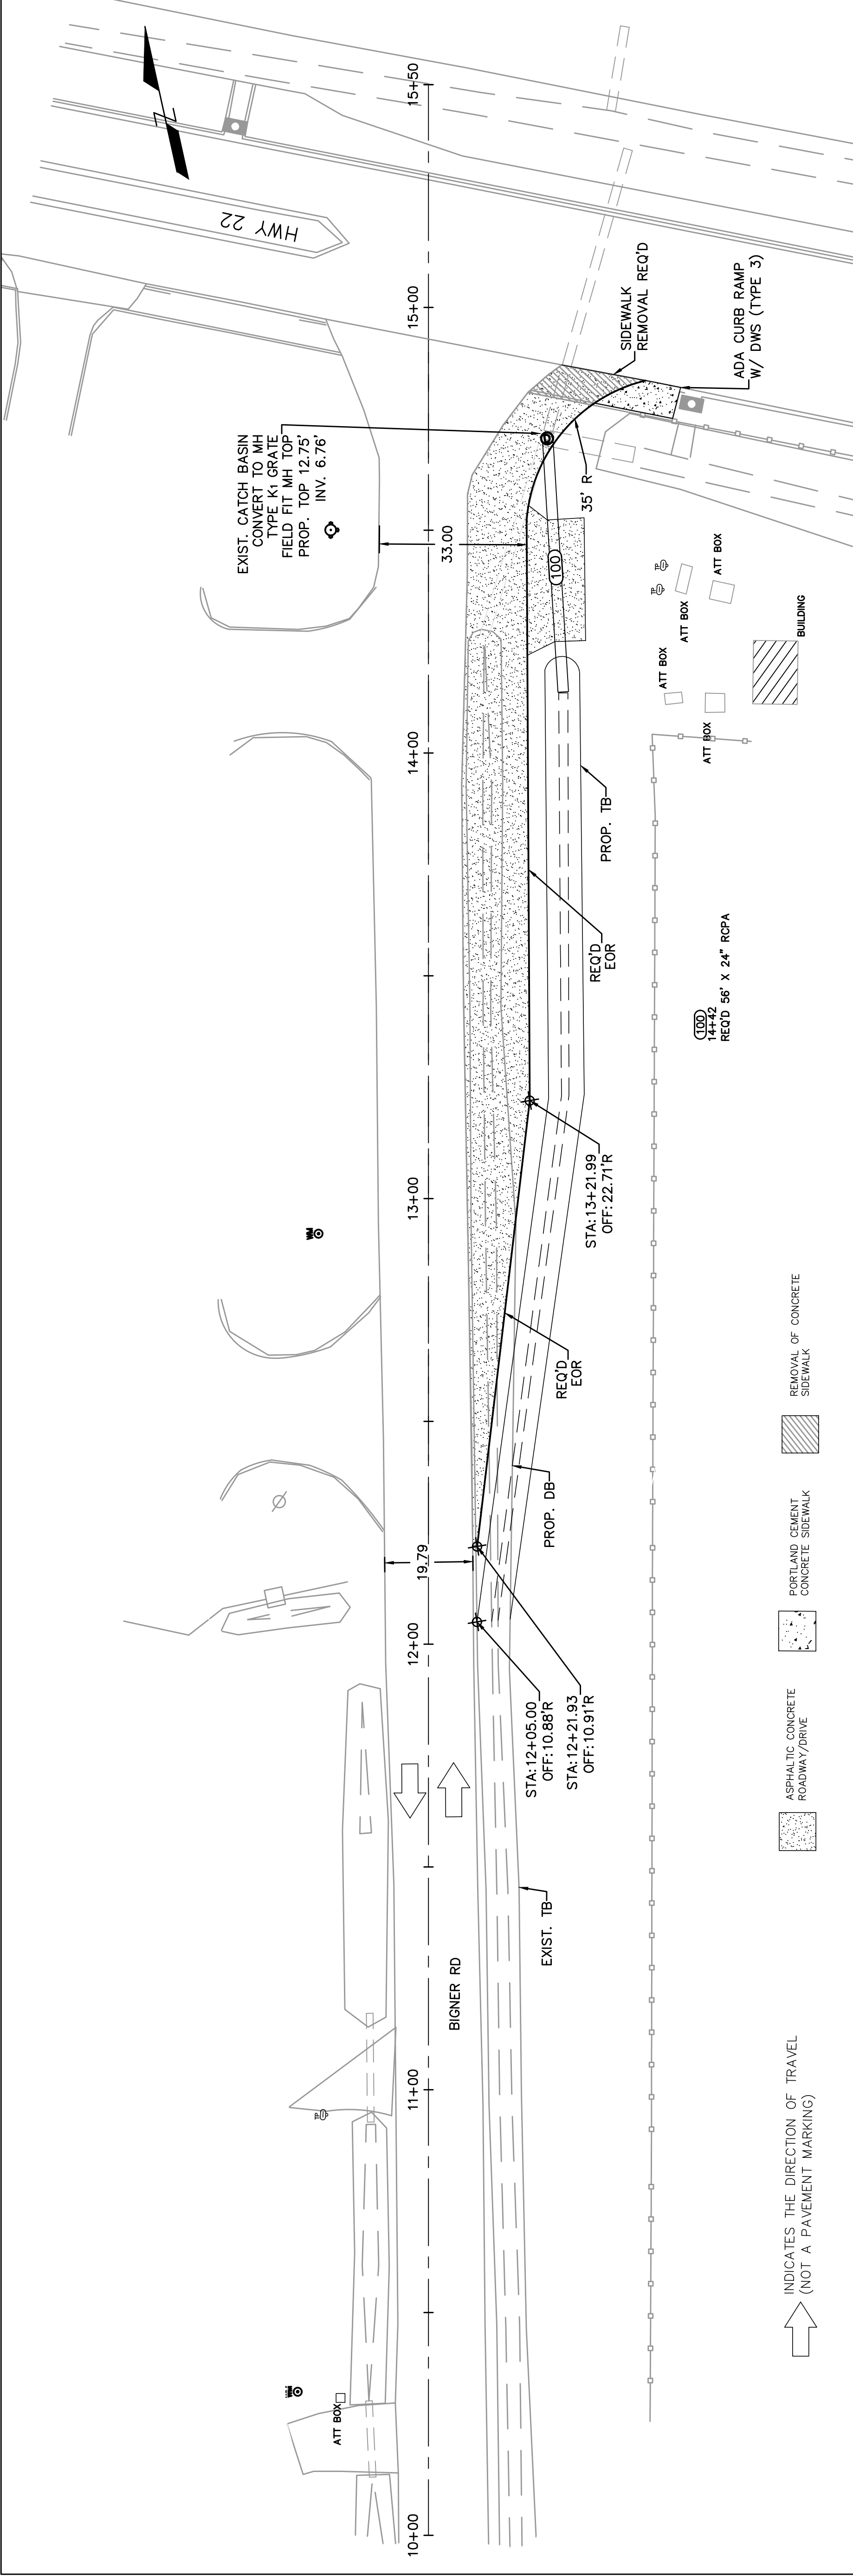 HWY 22
EXIST. CATCH BASIN
CONVERT TO MH
TYPE K1 GRATE
FIELD FIT MH TOP
PROP. TOP 12.75'
INV. 6.76'
10+00
11+00
12+00
13+00
14+00
15+00
15+50
19.79
33.00
BIGNER RD
ATT BOX
EXIST. TB
STA:12+05.00
OFF:10.88'R
STA:12+21.93
OFF:10.91'R
PROP. DB
REQ'D
EOR
STA:13+21.99
OFF:22.71'R
REQ'D
EOR
PROP. TB
100
35' R
SIDEWALK
REMOVAL REQ'D
ADA CURB RAMP
W/ DWS (TYPE 3)
ATT BOX
ATT BOX
ATT BOX
ATT BOX
BUILDING
100
14+42
REQ'D 56' X 24" RCPA
INDICATES THE DIRECTION OF TRAVEL
(NOT A PAVEMENT MARKING)
ASPHALTIC CONCRETE
ROADWAY/DRIVE
PORTLAND CEMENT
CONCRETE SIDEWALK
REMOVAL OF CONCRETE
SIDEWALK